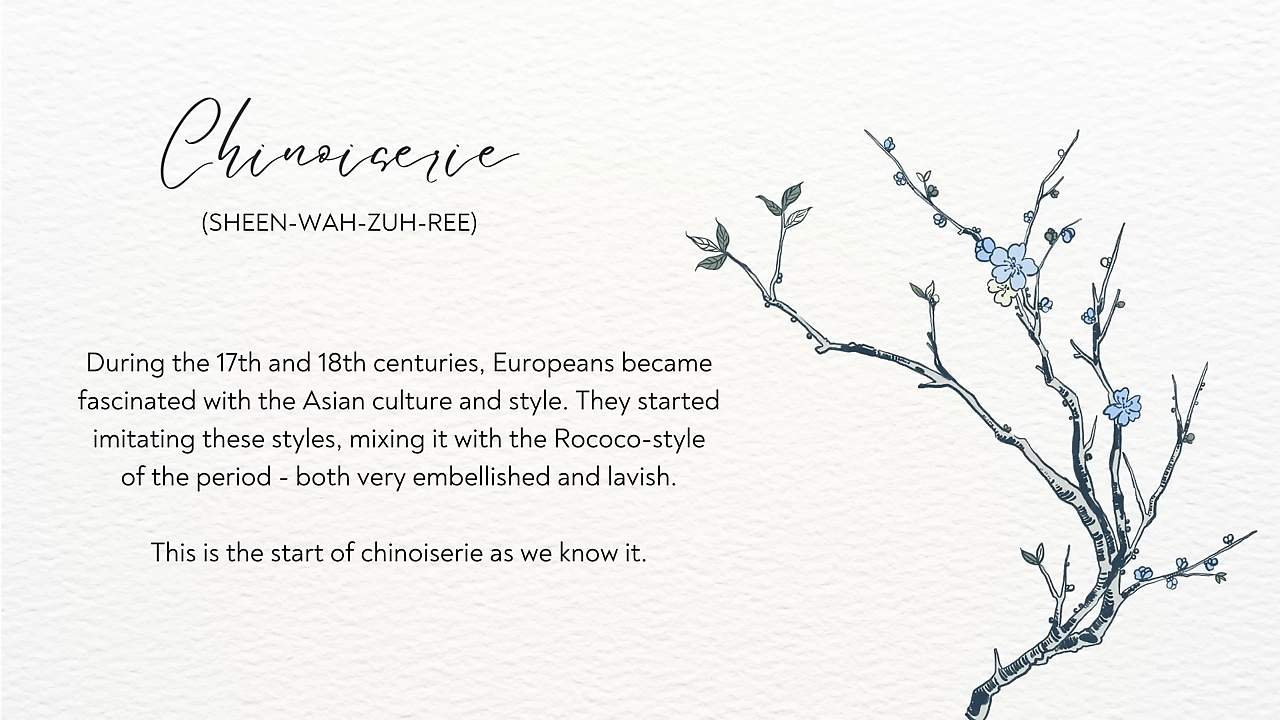 Chinoiserie
(SHEEN-WAH-ZUH-REE)
During the 17th and 18th centuries, Europeans became
fascinated with the Asian culture and style. They started
imitating these styles, mixing it with the Rococo-style
of the period - both very embellished and lavish.
This is the start of chinoiserie as we know it.